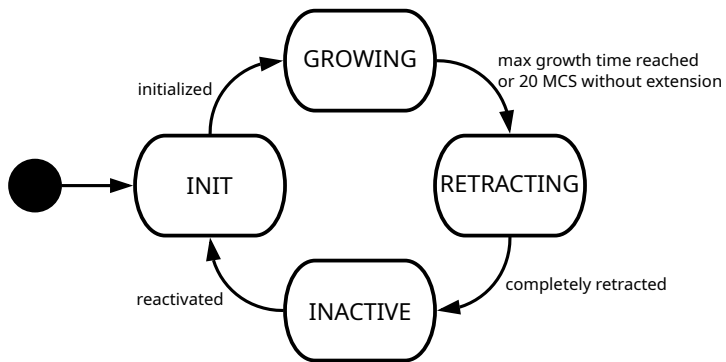 GROWING
max growth time reached
or 20 MCS without extension
initialized
INIT
RETRACTING
completely retracted
reactivated
INACTIVE